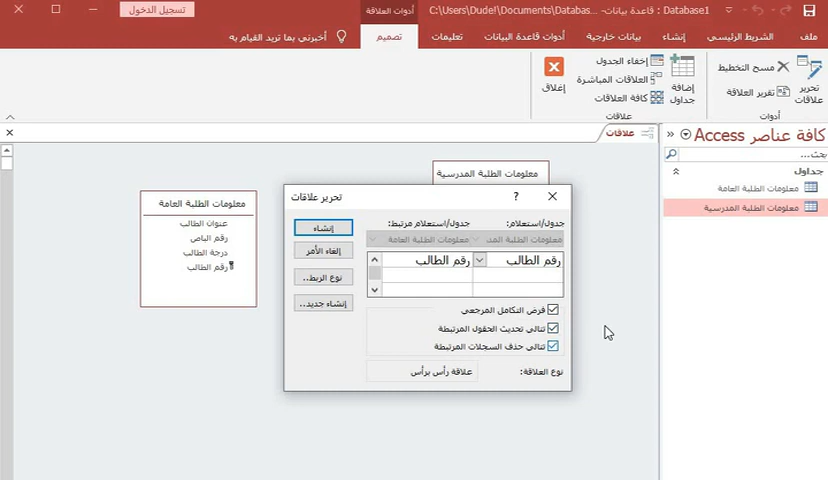 Database1 : قاعدة بيانات- C:\Users\Dude!\Documents\Databas...
أدوات العلاقة
تسجيل الدخول
ملف
الشريط الرئيسي
إنشاء
بيانات خارجية
أدوات قاعدة البيانات
تعليمات
تصميم
أخبرني بما تريد القيام به
تحرير علاقات
مسح التخطيط
تقرير العلاقة
أدوات
إضافة جدول
إخفاء الجدول
العلاقات المباشرة
كافة العلاقات
علاقات
إغلاق
كافة عناصر Access
بحث...
جداول
معلومات الطلبة العامة
معلومات الطلبة المدرسية
علاقات
معلومات الطلبة المدرسية
معلومات الطلبة العامة
عنوان الطالب
رقم الباص
درجة الطالب
رقم الطالب
تحرير علاقات
جدول/استعلام:
جدول/استعلام مرتبط:
معلومات الطلبة المد
معلومات الطلبة العامة
رقم الطالب
رقم الطالب
فرض التكامل المرجعي
تتالي تحديث الحقول المرتبطة
تتالي حذف السجلات المرتبطة
نوع العلاقة:
علاقة رأس برأس
إنشاء
إلغاء الأمر
نوع الربط..
إنشاء جديد..